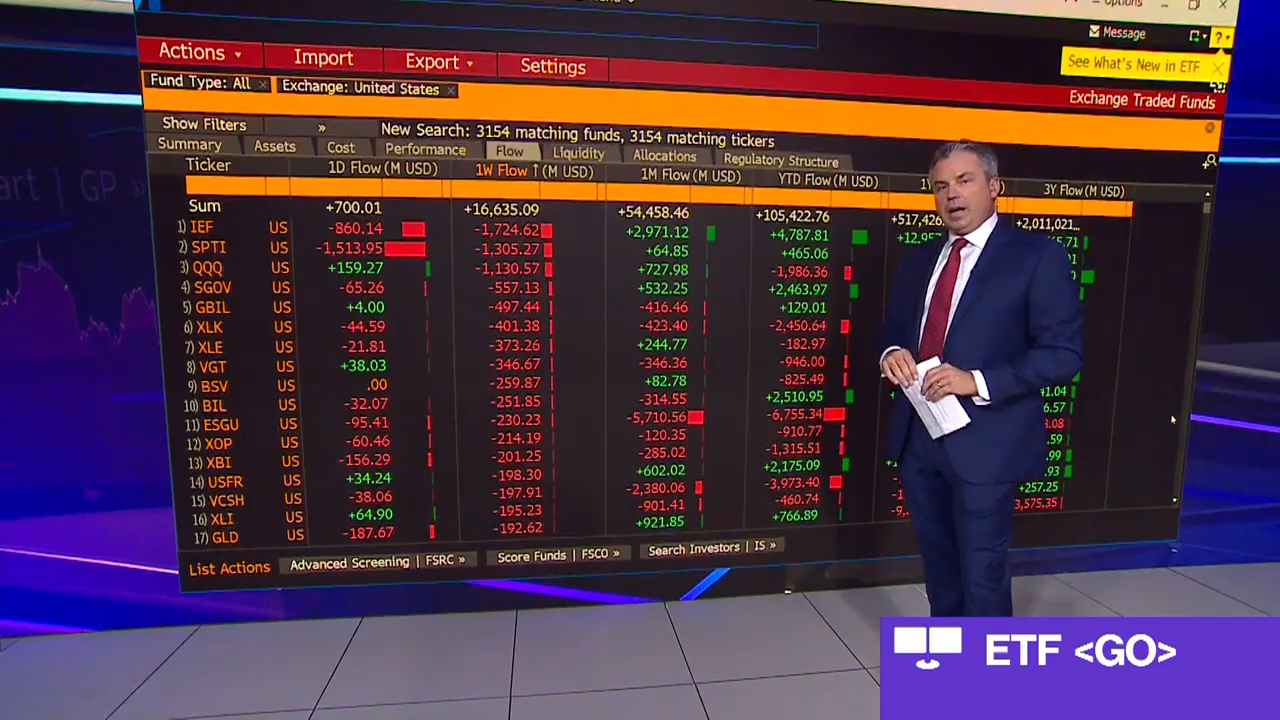 Options
Message
?
Actions Import Export Settings
See What's New in ETF
Fund Type: All × Exchange: United States ×
Exchange Traded Funds
Show Filters » New Search: 3154 matching funds, 3154 matching tickers
Summary Assets Cost Performance Flow Liquidity Allocations Regulatory Structure
Ticker 1D Flow (M USD) 1W Flow ↑ (M USD) 1M Flow (M USD) YTD Flow (M USD) 3Y Flow (M USD)
Sum +700.01 +16,635.09 +54,458.46 +105,422.76 +2,011,021...
1) IEF US -860.14 -1,724.62 +2,971.12 +4,787.81
2) SPTI US -1,513.95 -1,305.27 +64.85 +465.06
3) QQQ US +159.27 -1,130.57 +727.98 -1,986.36
4) SGOV US -65.26 -557.13 +532.25 +2,463.97
5) GBIL US +4.00 -497.44 -416.46 +129.01
6) XLK US -44.59 -401.38 -423.40 -2,450.64
7) XLE US -21.81 -373.26 +244.77 -182.97
8) VGT US +38.03 -346.67 -346.36 -946.00
9) BSV US .00 -259.87 +82.78 -825.49
10) BIL US -32.07 -251.85 -314.55 +2,510.95
11) ESGU US -95.41 -230.23 -5,710.56 -6,755.34
12) XOP US -60.46 -214.19 -120.35 -910.77
13) XBI US -156.29 -201.25 -285.02 -1,315.51
14) USFR US +34.24 -198.30 +602.02 +2,175.09
15) VCSH US -38.06 -197.91 -2,380.06 -3,973.40
16) XLI US +64.90 -195.23 -901.41 -460.74 +257.25
17) GLD US -187.67 -192.62 +921.85 +766.89
List Actions Advanced Screening | FSRC » Score Funds | FSCO » Search Investors | IS »
GP »
ETF <GO>